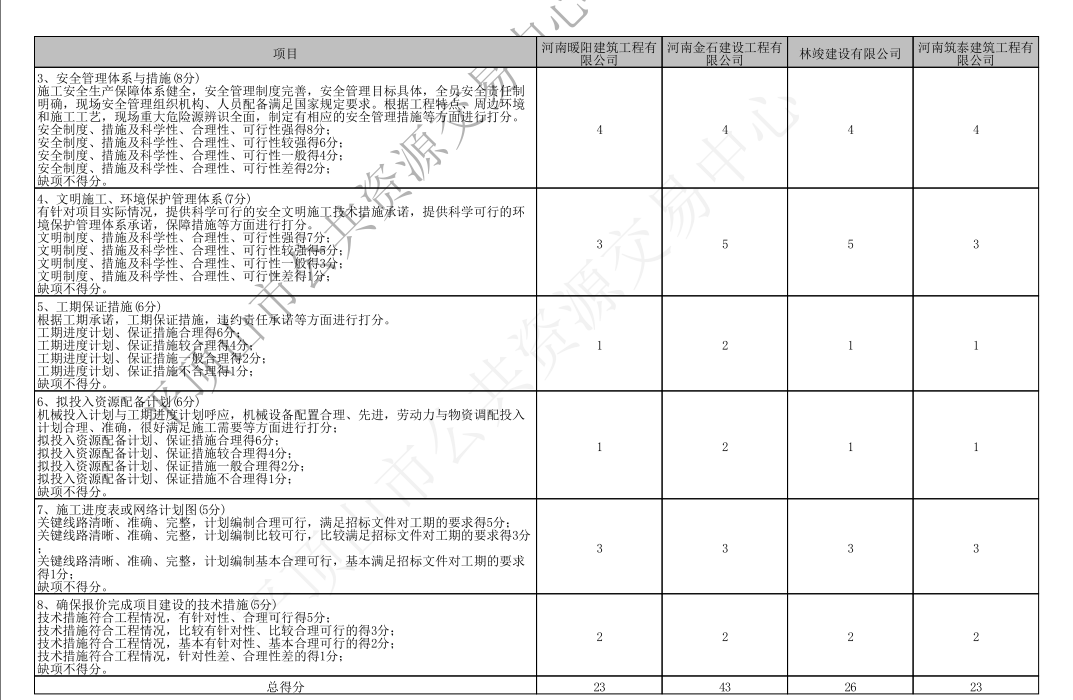 项目 河南暖阳建筑工程有限公司 河南金石建设工程有限公司 林竣建设有限公司 河南筑泰建筑工程有限公司
3、安全管理体系与措施(8分)
施工安全生产保障体系健全，安全管理制度完善，安全管理目标具体，全员安全责任制
明确，现场安全管理组织机构、人员配备满足国家规定要求。根据工程特点、周边环境
和施工工艺，现场重大危险源辨识全面，制定有相应的安全管理措施等方面进行打分。
安全制度、措施及科学性、合理性、可行性强得8分；
安全制度、措施及科学性、合理性、可行性较强得6分；
安全制度、措施及科学性、合理性、可行性一般得4分；
安全制度、措施及科学性、合理性、可行性差得2分；
缺项不得分。
4 4 4 4
4、文明施工、环境保护管理体系(7分)
有针对项目实际情况，提供科学可行的安全文明施工技术措施承诺，提供科学可行的环
境保护管理体系承诺，保障措施等方面进行打分。
文明制度、措施及科学性、合理性、可行性强得7分；
文明制度、措施及科学性、合理性、可行性较强得5分；
文明制度、措施及科学性、合理性、可行性一般得3分；
文明制度、措施及科学性、合理性、可行性差得1分；
缺项不得分。
3 5 5 3
5、工期保证措施(6分)
根据工期承诺，工期保证措施，违约责任承诺等方面进行打分。
工期进度计划、保证措施合理得6分；
工期进度计划、保证措施较合理得4分；
工期进度计划、保证措施一般合理得2分；
工期进度计划、保证措施不合理得1分；
缺项不得分。
1 2 1 1
6、拟投入资源配备计划(6分)
机械投入计划与工期进度计划呼应，机械设备配置合理、先进，劳动力与物资调配投入
计划合理、准确，很好满足施工需要等方面进行打分；
拟投入资源配备计划、保证措施合理得6分；
拟投入资源配备计划、保证措施较合理得4分；
拟投入资源配备计划、保证措施一般合理得2分；
拟投入资源配备计划、保证措施不合理得1分；
缺项不得分。
1 2 1 1
7、施工进度表或网络计划图(5分)
关键线路清晰、准确、完整，计划编制合理可行，满足招标文件对工期的要求得5分；
关键线路清晰、准确、完整，计划编制比较可行，比较满足招标文件对工期的要求得3分
；
关键线路清晰、准确、完整，计划编制基本合理可行，基本满足招标文件对工期的要求
得1分；
缺项不得分。
3 3 3 3
8、确保报价完成项目建设的技术措施(5分)
技术措施符合工程情况，有针对性、合理可行得5分；
技术措施符合工程情况，比较有针对性、比较合理可行的得3分；
技术措施符合工程情况，基本有针对性、基本合理可行的得2分；
技术措施符合工程情况，针对性差、合理性差的得1分；
缺项不得分。
2 2 2 2
总得分 23 43 26 23
平顶山市公共资源交易中心
平顶山市公共资源交易中心